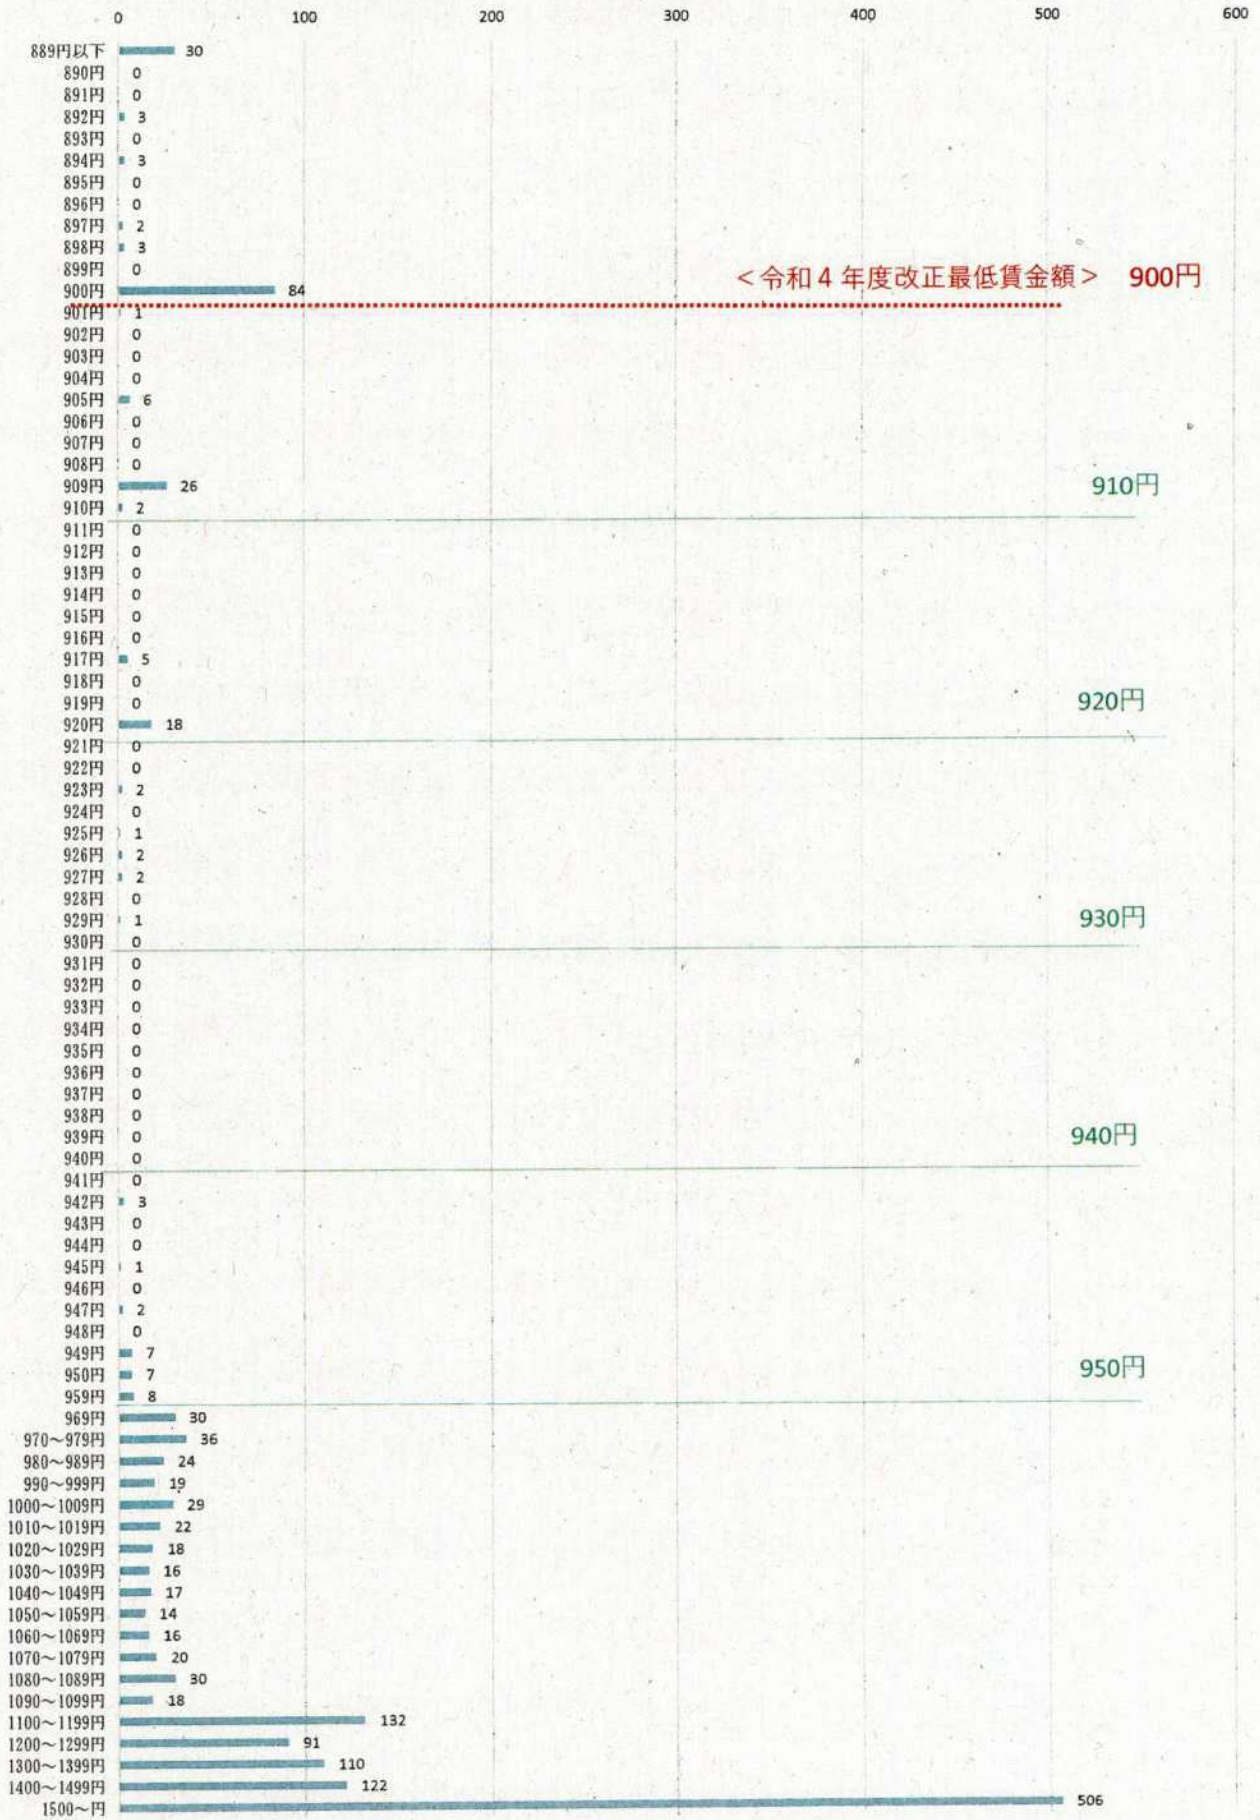 0 100 200 300 400 500 600
889円以下 30
890円 0
891円 0
892円 3
893円 0
894円 3
895円 0
896円 0
897円 2
898円 3
899円 0
＜令和４年度改正最低賃金額＞ 900円
900円 84
901円 1
902円 0
903円 0
904円 0
905円 6
906円 0
907円 0
908円 0
909円 26
910円
910円 2
911円 0
912円 0
913円 0
914円 0
915円 0
916円 0
917円 5
918円 0
919円 0
920円
920円 18
921円 0
922円 0
923円 2
924円 0
925円 1
926円 2
927円 2
928円 0
929円 1
930円
930円 0
931円 0
932円 0
933円 0
934円 0
935円 0
936円 0
937円 0
938円 0
939円 0
940円
940円 0
941円 0
942円 3
943円 0
944円 0
945円 1
946円 0
947円 2
948円 0
949円 7
950円 7
950円
959円 8
969円 30
970～979円 36
980～989円 24
990～999円 19
1000～1009円 29
1010～1019円 22
1020～1029円 18
1030～1039円 16
1040～1049円 17
1050～1059円 14
1060～1069円 16
1070～1079円 20
1080～1089円 30
1090～1099円 18
1100～1199円 132
1200～1299円 91
1300～1399円 110
1400～1499円 122
1500～円 506